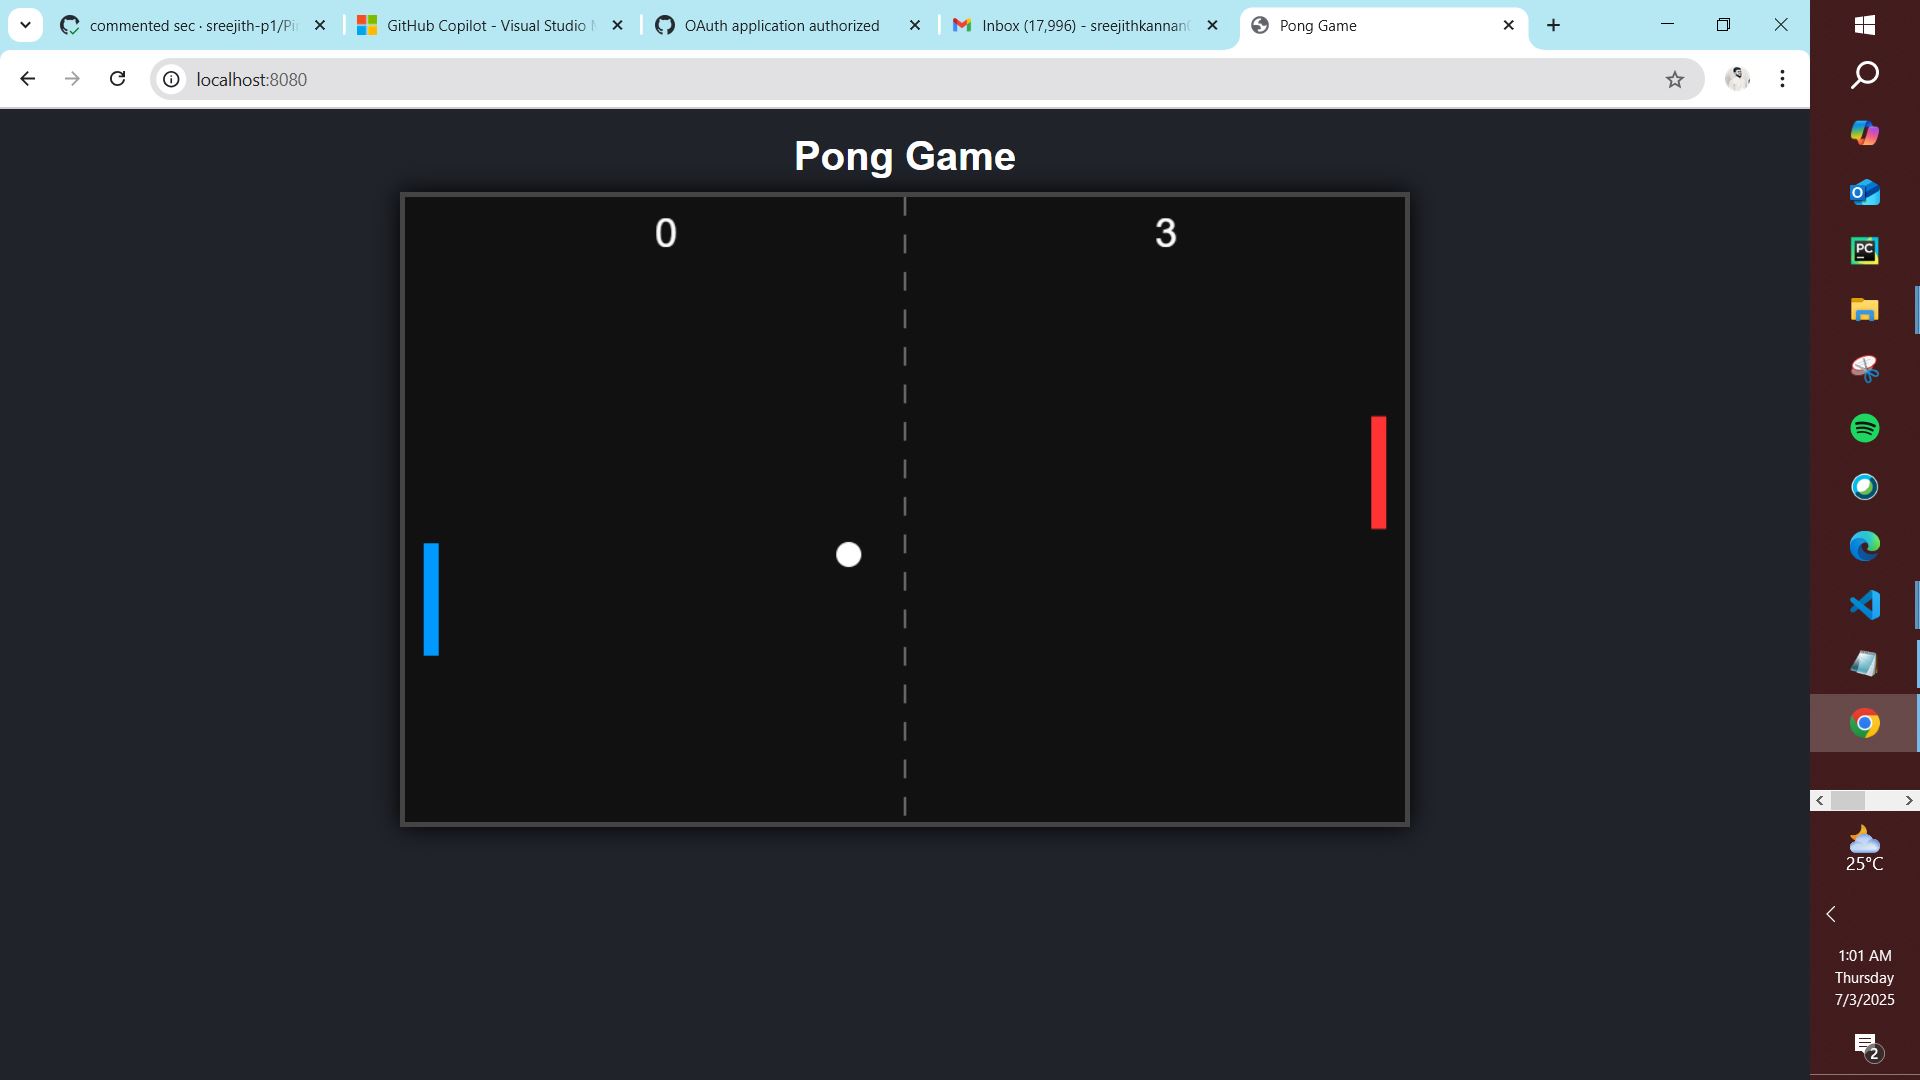 commented sec · sreejith-p1/Pi
GitHub Copilot - Visual Studio
OAuth application authorized
Inbox (17,996) - sreejithkannan
Pong Game
localhost:8080
Pong Game
0
3
PC
25°C
1:01 AM
Thursday
7/3/2025
2